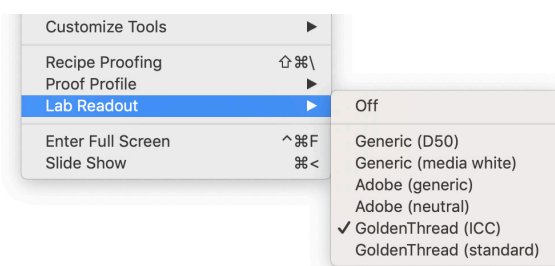 Customize Tools ▶
Recipe Proofing ⇧⌘\
Proof Profile ▶
Lab Readout ▶
Enter Full Screen ^⌘F
Slide Show ⌘<
Off
Generic (D50)
Generic (media white)
Adobe (generic)
Adobe (neutral)
✓ GoldenThread (ICC)
GoldenThread (standard)